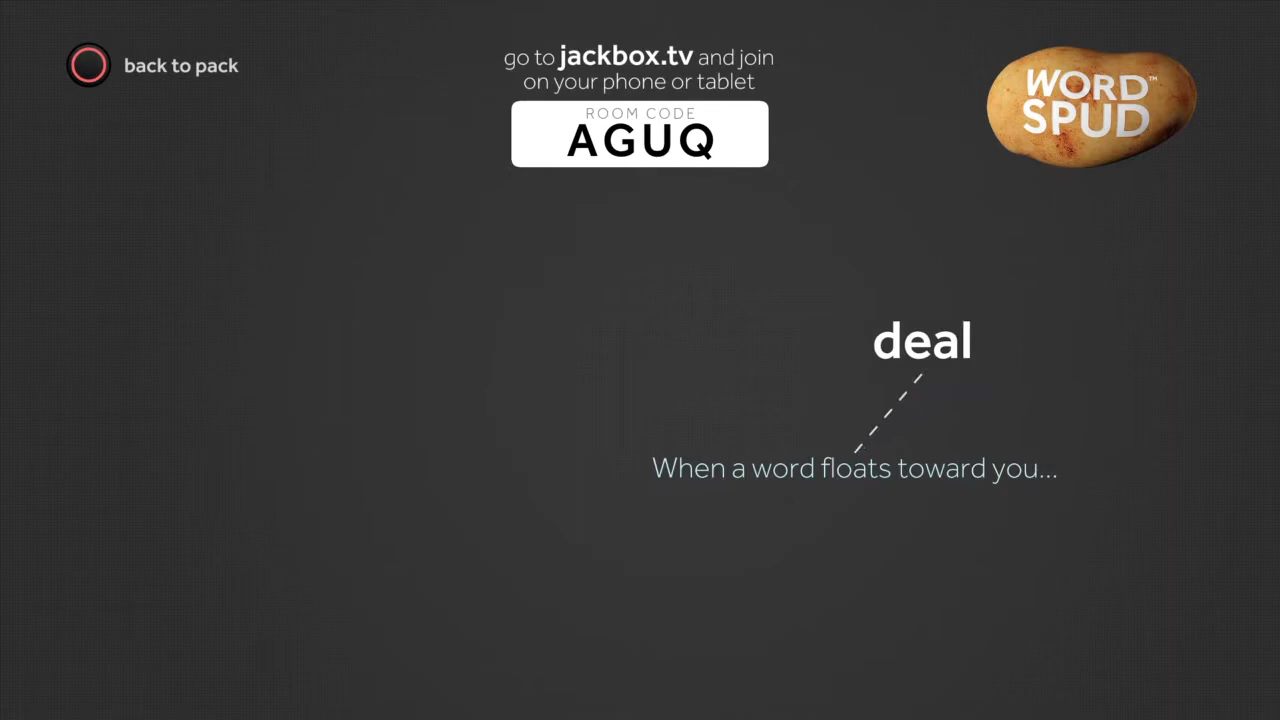 back to pack
go to jackbox.tv and join
on your phone or tablet
ROOM CODE
AGUQ
WORD
SPUD™
deal
When a word floats toward you...